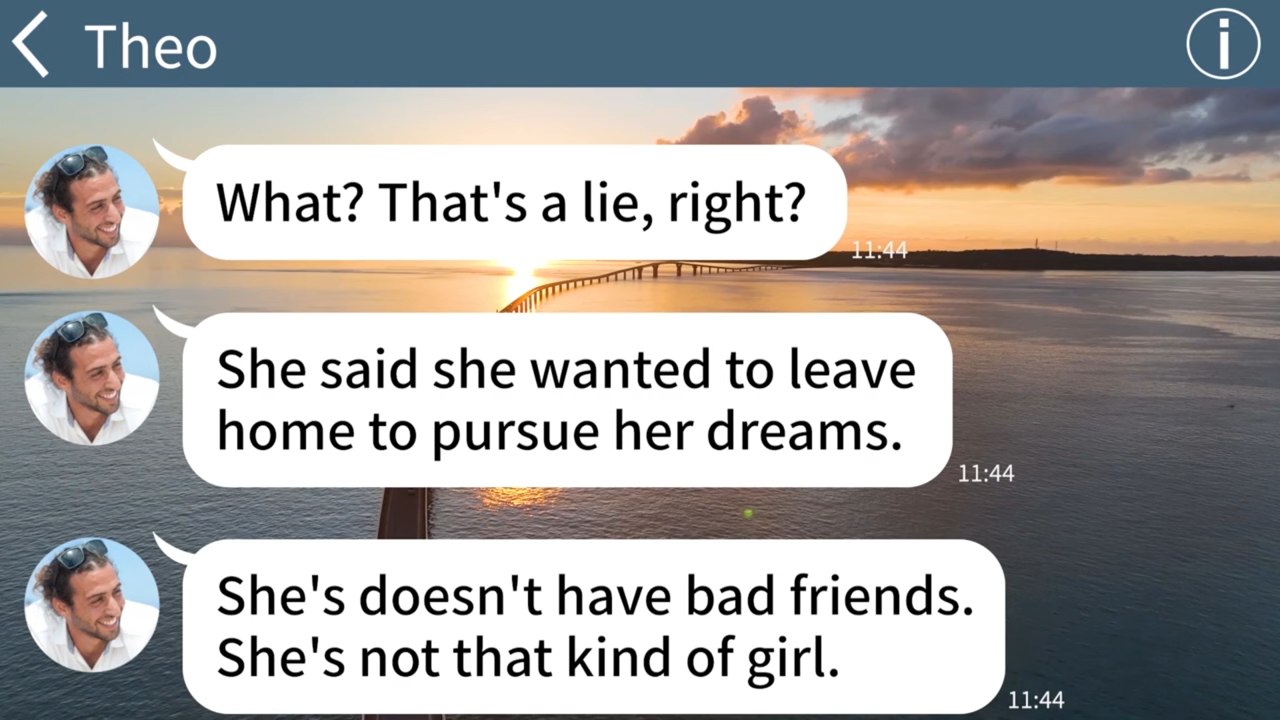 Theo
What? That's a lie, right?
11:44
She said she wanted to leave
home to pursue her dreams.
11:44
She's doesn't have bad friends.
She's not that kind of girl.
11:44